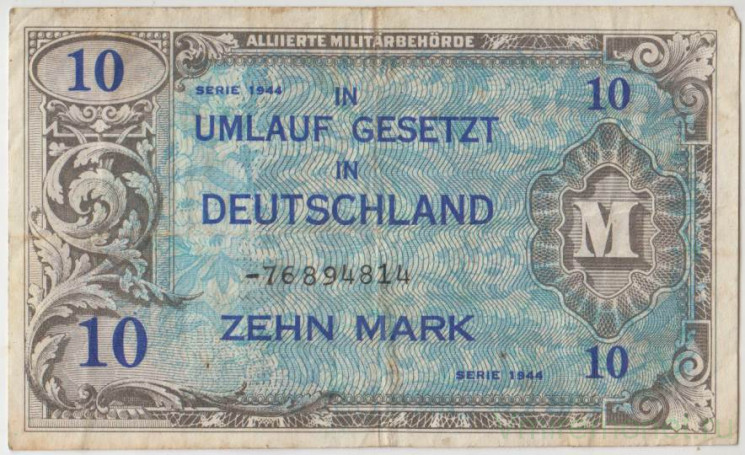 ALLIIERTE MILITÄRBEHÖRDE
10
SERIE 1944
IN
10
UMLAUF GESETZT
IN
DEUTSCHLAND
M
-76894814
10
ZEHN MARK
10
SERIE 1944